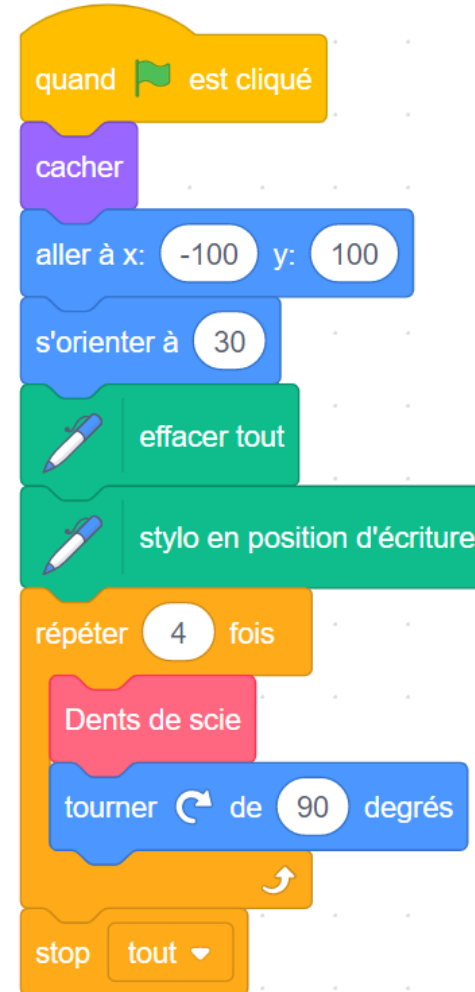 quand est cliqué
cacher
aller à x: -100 y: 100
s'orienter à 30
effacer tout
stylo en position d'écriture
répéter 4 fois
Dents de scie
tourner de 90 degrés
stop tout